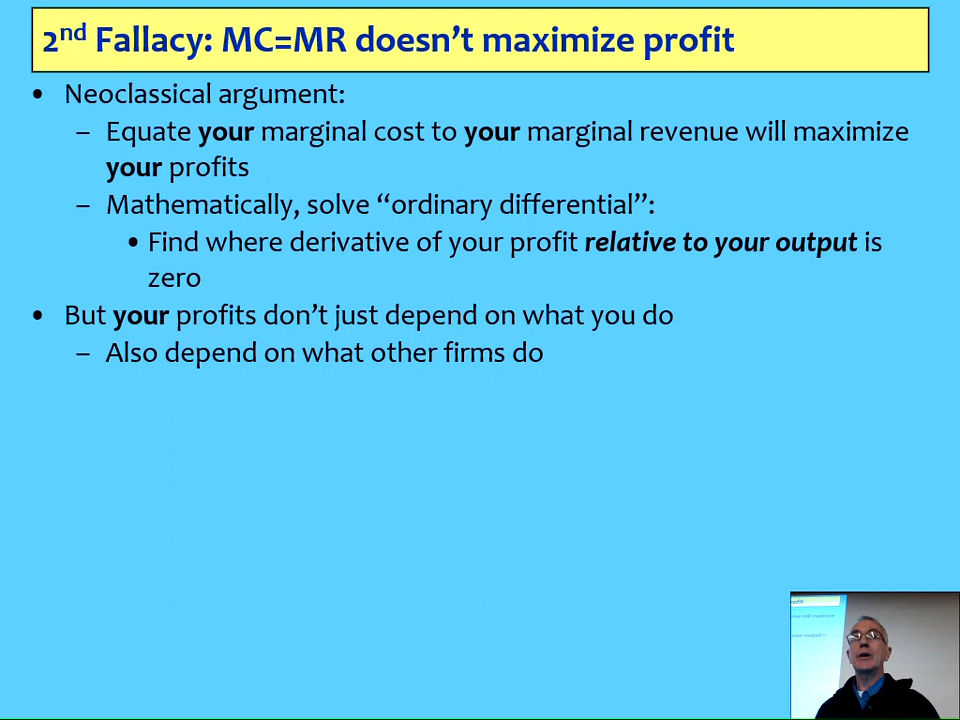 2nd Fallacy: MC=MR doesn't maximize profit
• Neoclassical argument:
– Equate your marginal cost to your marginal revenue will maximize
your profits
– Mathematically, solve “ordinary differential”:
• Find where derivative of your profit relative to your output is
zero
• But your profits don't just depend on what you do
– Also depend on what other firms do